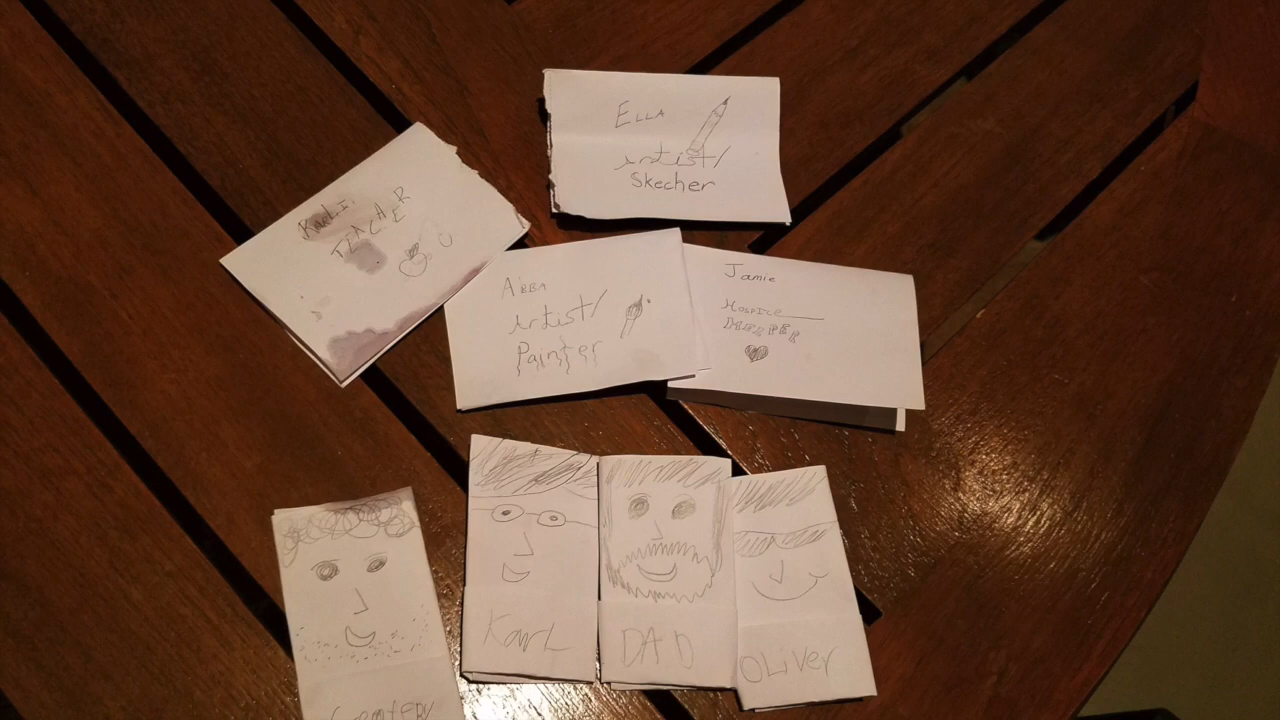 ELLA
Artist/
Skecher
TEACHER
ABBA
Artist/
Painter
Jamie
HOSPICE
Karl
DAD
OLiver